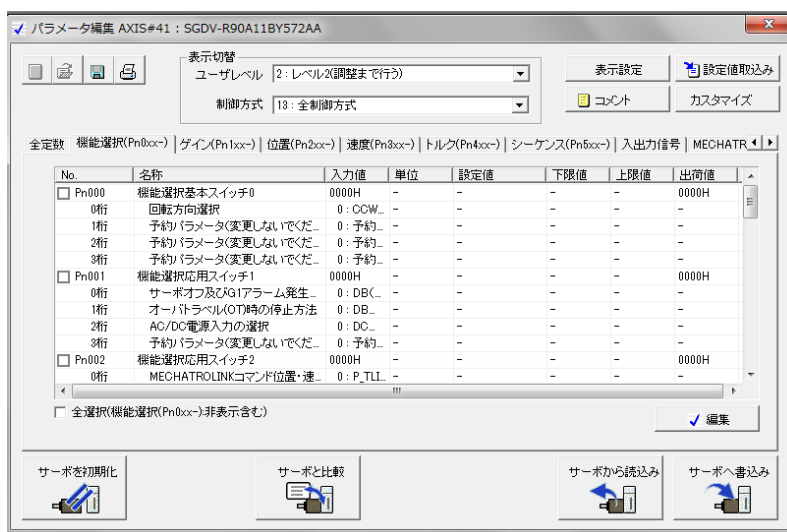 パラメータ編集 AXIS#41 : SGDV-R90A11BY572AA
表示切替
ユーザレベル 2 : レベル2(調整まで行う)
制御方式 13 : 全制御方式
表示設定 設定値取込み
コメント カスタマイズ
全定数 機能選択(Pn0xx-) ゲイン(Pn1xx-) 位置(Pn2xx-) 速度(Pn3xx-) トルク(Pn4xx-) シーケンス(Pn5xx-) 入出力信号 MECHATR
No. 名称 入力値 単位 設定値 下限値 上限値 出荷値
Pn000 機能選択基本スイッチ0 0000H - - - - 0000H
0桁 回転方向選択 0 : CCW... - - - - -
1桁 予約パラメータ(変更しないでくだ... 0 : 予約... - - - - -
2桁 予約パラメータ(変更しないでくだ... 0 : 予約... - - - - -
3桁 予約パラメータ(変更しないでくだ... 0 : 予約... - - - - -
Pn001 機能選択応用スイッチ1 0000H - - - - 0000H
0桁 サーボオフ及びG1アラーム発生... 0 : DB(... - - - - -
1桁 オーバトラベル(OT)時の停止方法 0 : DB... - - - - -
2桁 AC/DC電源入力の選択 0 : DC... - - - - -
3桁 予約パラメータ(変更しないでくだ... 0 : 予約... - - - - -
Pn002 機能選択応用スイッチ2 0000H - - - - 0000H
0桁 MECHATROLINKコマンド位置・速... 0 : P_TLI... - - - - -
全選択(機能選択(Pn0xx-):非表示含む)
編集
サーボを初期化 サーボと比較 サーボから読込み サーボへ書込み